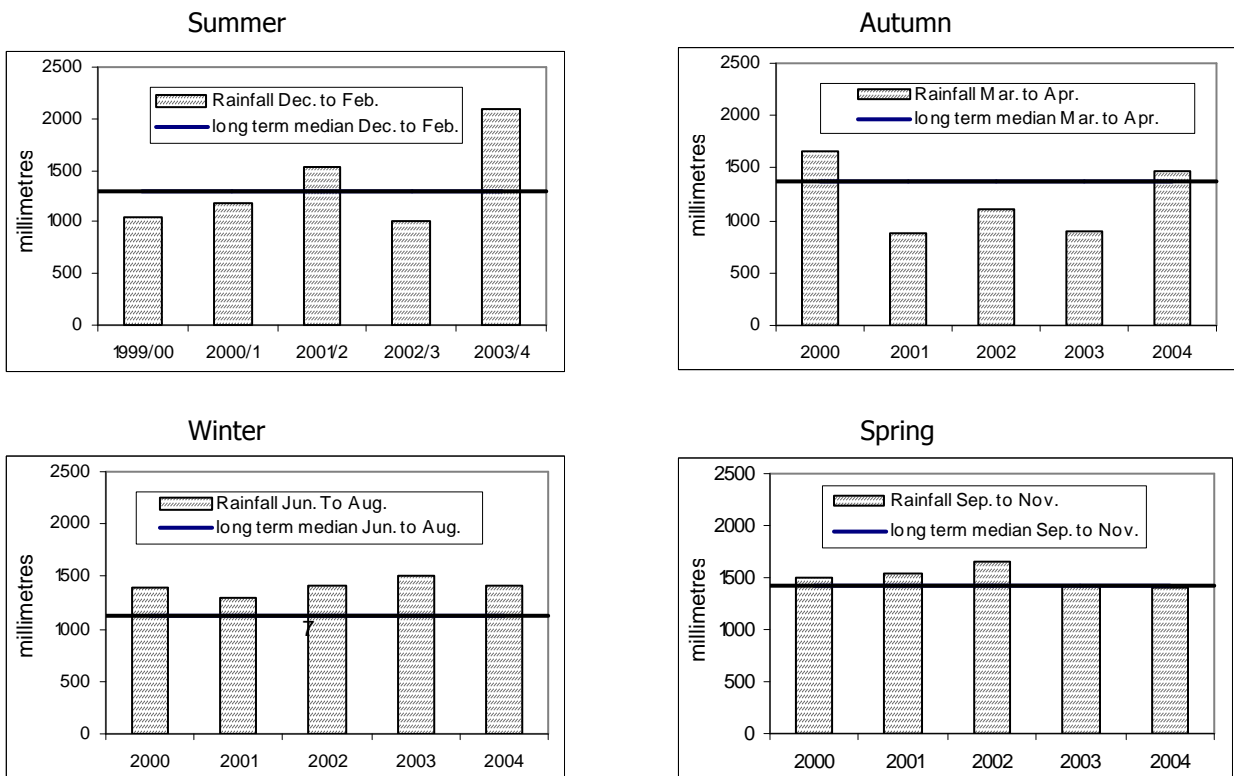 Summer
millimetres
2500
2000
1500
1000
500
0
Rainfall Dec. to Feb.
long term median Dec. to Feb.
1999/00 2000/1 2001/2 2002/3 2003/4
Autumn
millimetres
2500
2000
1500
1000
500
0
Rainfall Mar. to Apr.
long term median Mar. to Apr.
2000 2001 2002 2003 2004
Winter
millimetres
2500
2000
1500
1000
500
0
Rainfall Jun. To Aug.
long term median Jun. to Aug.
7
2000 2001 2002 2003 2004
Spring
millimetres
2500
2000
1500
1000
500
0
Rainfall Sep. to Nov.
long term median Sep. to Nov.
2000 2001 2002 2003 2004